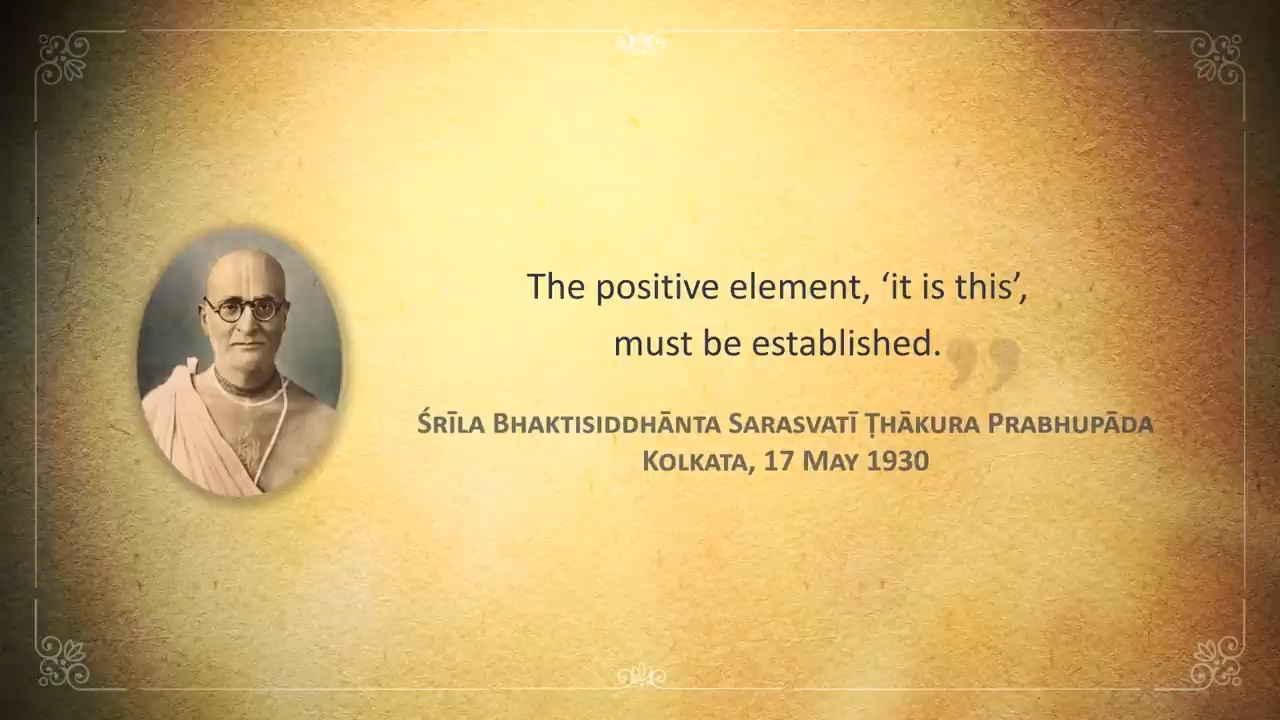 The positive element, ‘it is this’,
must be established.”
Śrīla Bhaktisiddhānta Sarasvatī Ṭhākura Prabhupāda
Kolkata, 17 May 1930